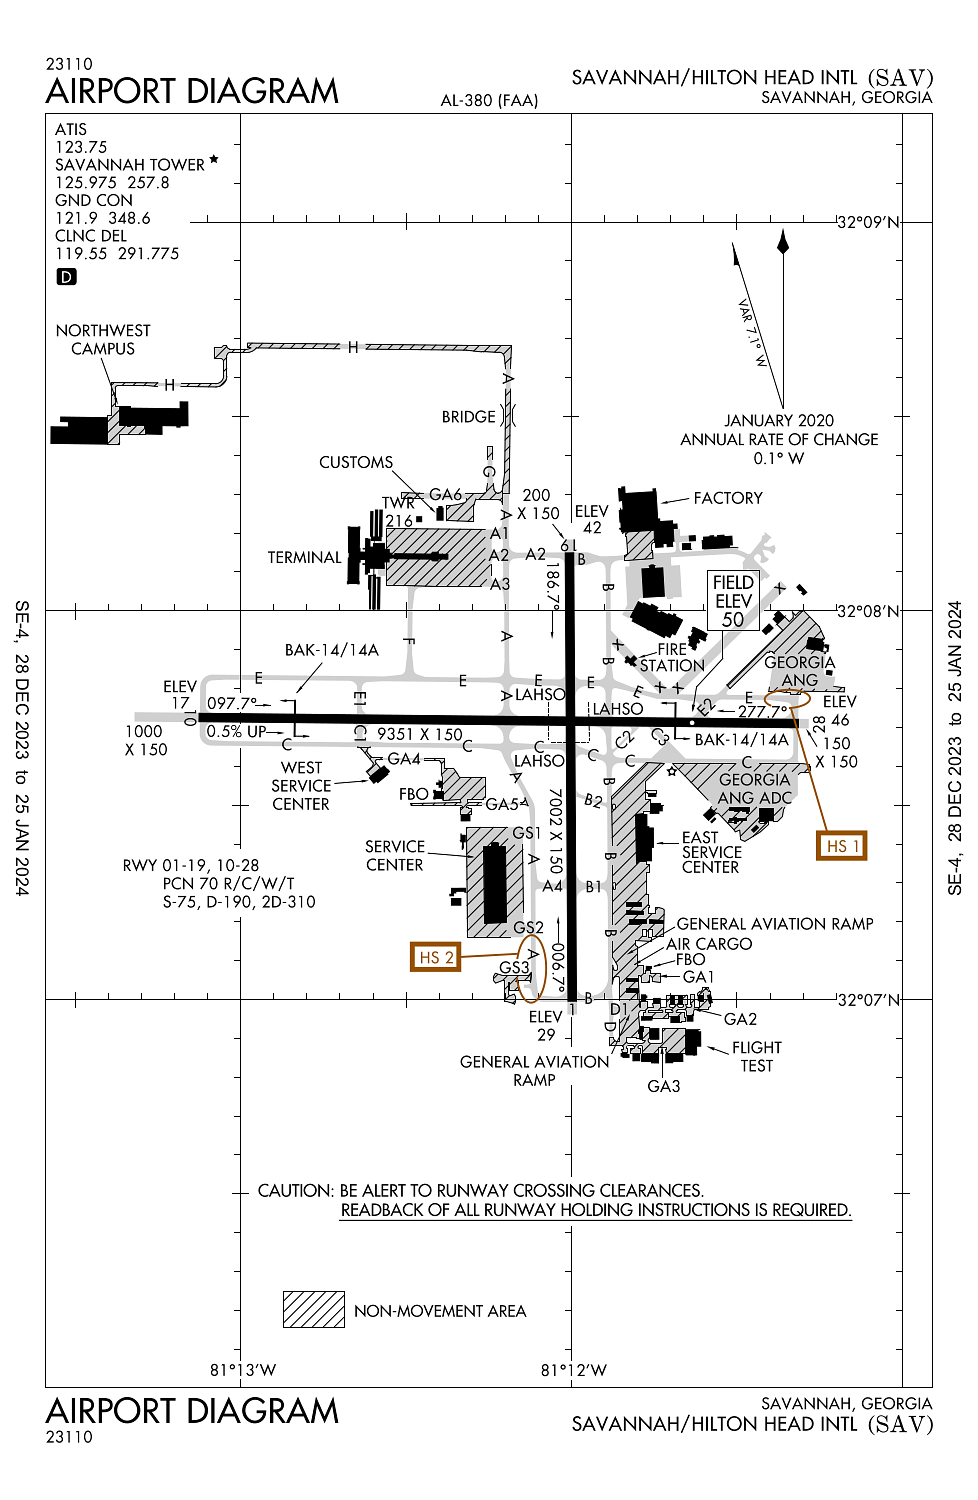 23110
AIRPORT DIAGRAM
AL-380 (FAA)
SAVANNAH/HILTON HEAD INTL (SAV)
SAVANNAH, GEORGIA
ATIS
123.75
SAVANNAH TOWER★
125.975 257.8
GND CON
121.9 348.6
CLNC DEL
119.55 291.775
D
32°09'N
VAR 7.1° W
JANUARY 2020
ANNUAL RATE OF CHANGE
0.1° W
NORTHWEST
CAMPUS
H
H
A
BRIDGE
G
CUSTOMS
GA6
TWR
216
A
200
X 150
ELEV
42
FACTORY
TERMINAL
A1
A2
A3
A2
19
B
186.7°
B
FIELD
ELEV
50
X
32°08'N
F
A
B
X
FIRE
STATION
GEORGIA
ANG
BAK-14/14A
E
E1
E
A
LAHSO
E
E
X
X
E2
E
ELEV
17
097.7°
10
LAHSO
277.7°
ELEV
46
28
1000
X 150
0.5% UP
9351 X 150
BAK-14/14A
150
X 150
C
C1
C
C
LAHSO
C
C2
C
C3
C
WEST
SERVICE
CENTER
GA4
A
FBO
GA5
A
7002 X 150
B
B2
GEORGIA
ANG ADC
HS 1
GS1
SERVICE
CENTER
A
B
EAST
SERVICE
CENTER
RWY 01-19, 10-28
PCN 70 R/C/W/T
S-75, D-190, 2D-310
A4
B1
GS2
B
GENERAL AVIATION RAMP
AIR CARGO
HS 2
A
006.7°
FBO
GS3
GA1
1
B
32°07'N
D1
ELEV
29
D
GA2
GENERAL AVIATION
RAMP
FLIGHT
TEST
GA3
CAUTION: BE ALERT TO RUNWAY CROSSING CLEARANCES.
READBACK OF ALL RUNWAY HOLDING INSTRUCTIONS IS REQUIRED.
NON-MOVEMENT AREA
81°13'W
81°12'W
AIRPORT DIAGRAM
23110
SAVANNAH, GEORGIA
SAVANNAH/HILTON HEAD INTL (SAV)
SE-4, 28 DEC 2023 to 25 JAN 2024
SE-4, 28 DEC 2023 to 25 JAN 2024